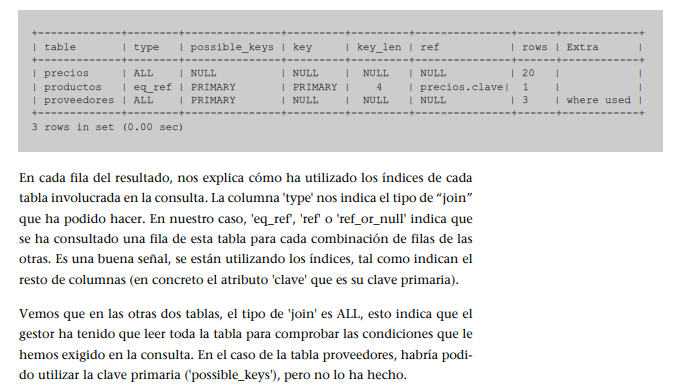 +-------------+--------+---------------+---------+---------+---------------+------+------------+
| table | type | possible_keys | key | key_len | ref | rows | Extra |
+-------------+--------+---------------+---------+---------+---------------+------+------------+
| precios | ALL | NULL | NULL | NULL | NULL | 20 | |
| productos | eq_ref | PRIMARY | PRIMARY | 4 | precios.clave| 1 | |
| proveedores | ALL | PRIMARY | NULL | NULL | NULL | 3 | where used |
+-------------+--------+---------------+---------+---------+---------------+------+------------+
3 rows in set (0.00 sec)
En cada fila del resultado, nos explica cómo ha utilizado los índices de cada
tabla involucrada en la consulta. La columna 'type' nos indica el tipo de “join”
que ha podido hacer. En nuestro caso, 'eq_ref', 'ref' o 'ref_or_null' indica que
se ha consultado una fila de esta tabla para cada combinación de filas de las
otras. Es una buena señal, se están utilizando los índices, tal como indican el
resto de columnas (en concreto el atributo 'clave' que es su clave primaria).
Vemos que en las otras dos tablas, el tipo de 'join' es ALL, esto indica que el
gestor ha tenido que leer toda la tabla para comprobar las condiciones que le
hemos exigido en la consulta. En el caso de la tabla proveedores, habría podi-
do utilizar la clave primaria ('possible_keys'), pero no lo ha hecho.